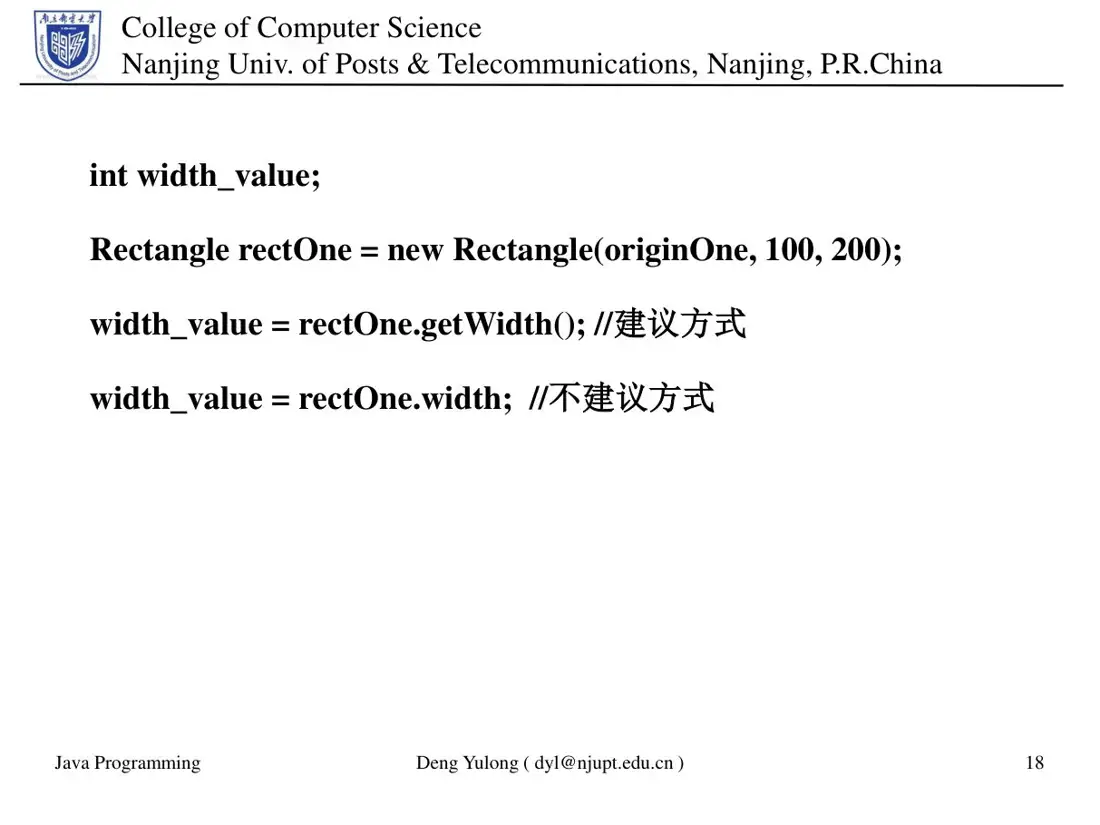 College of Computer Science
Nanjing Univ. of Posts & Telecommunications, Nanjing, P.R.China
int width_value;
Rectangle rectOne = new Rectangle(originOne, 100, 200);
width_value = rectOne.getWidth(); //建议方式
width_value = rectOne.width; //不建议方式
Java Programming
Deng Yulong ( dyl@njupt.edu.cn )
18